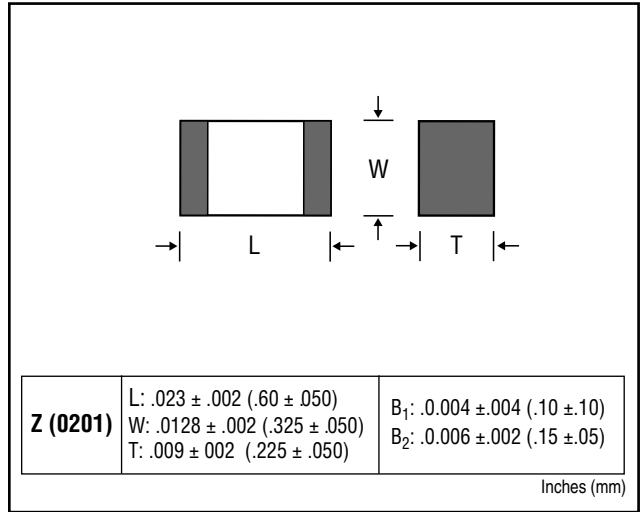 W
L
T
Z (0201)
L: .023 ± .002 (.60 ± .050)
W: .0128 ± .002 (.325 ± .050)
T: .009 ± 002 (.225 ± .050)
B₁: .0.004 ±.004 (.10 ±.10)
B₂: .0.006 ±.002 (.15 ±.05)
Inches (mm)